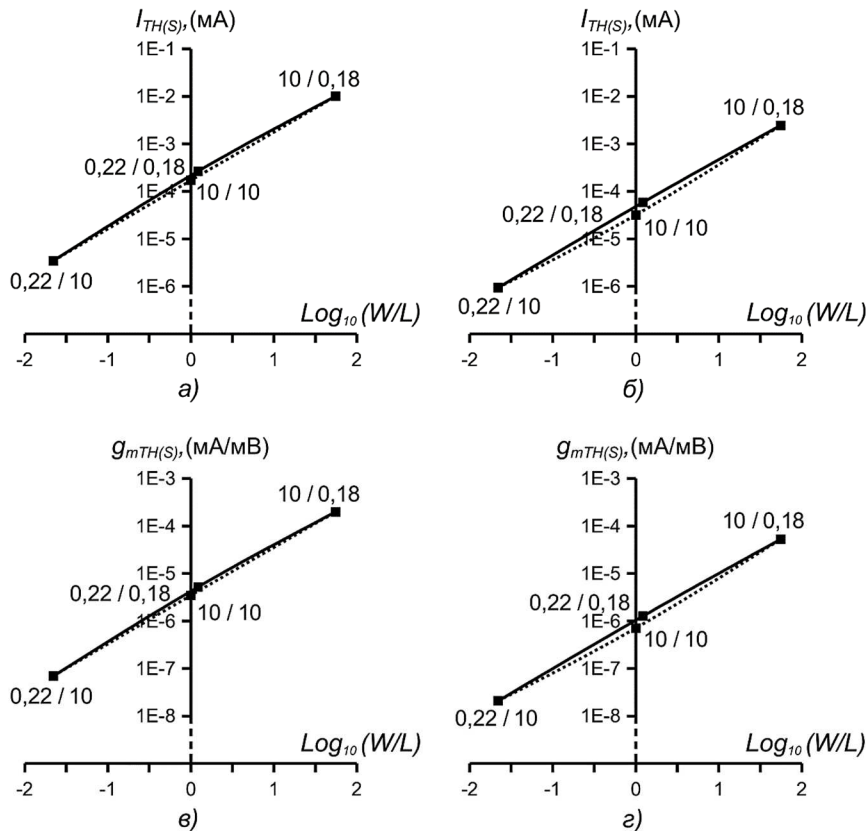 I_TH(S), (мА)
1E-1
10 / 0,18
1E-2
1E-3
0,22 / 0,18
1E-4
10 / 10
1E-5
0,22 / 10
1E-6
Log₁₀ (W/L)
-2 -1 0 1 2
а)
I_TH(S), (мА)
1E-1
1E-2
10 / 0,18
1E-3
1E-4
0,22 / 0,18
10 / 10
1E-5
1E-6
0,22 / 10
Log₁₀ (W/L)
-2 -1 0 1 2
б)
g_mTH(S), (мА/мВ)
1E-3
10 / 0,18
1E-4
1E-5
0,22 / 0,18
10 / 10
1E-6
1E-7
0,22 / 10
1E-8
Log₁₀ (W/L)
-2 -1 0 1 2
в)
g_mTH(S), (мА/мВ)
1E-3
1E-4
10 / 0,18
1E-5
0,22 / 0,18
1E-6
10 / 10
1E-7
0,22 / 10
1E-8
Log₁₀ (W/L)
-2 -1 0 1 2
г)